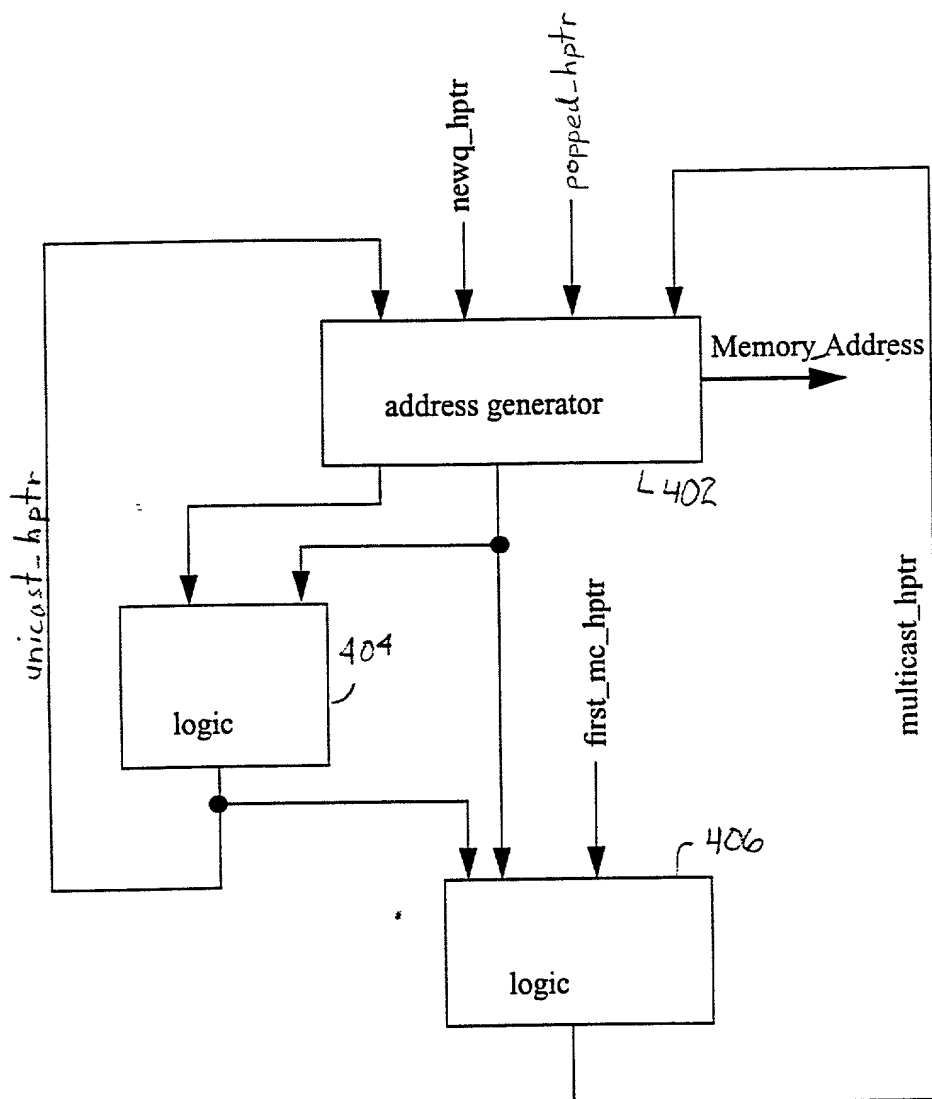 newq_hptr
popped_hptr
Memory_Address
address generator
402
unicast_hptr
404
logic
first_mc_hptr
multicast_hptr
406
logic